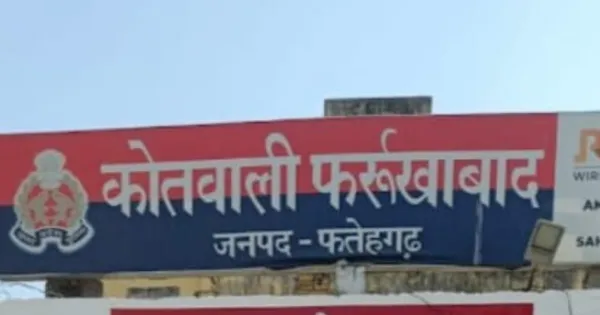 कोतवाली फर्रूखाबाद
जनपद - फतेहगढ़